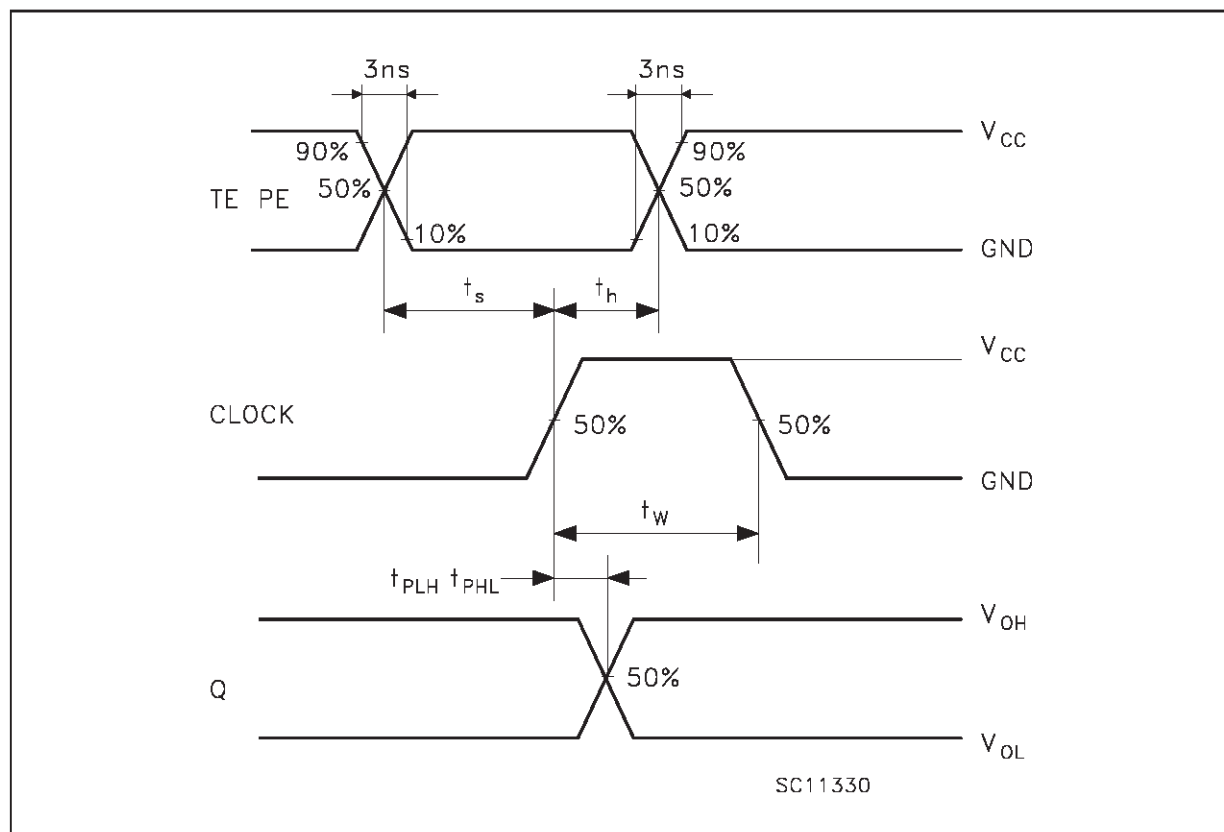 3ns 3ns
V_CC
90% 90%
TE PE 50% 50%
10% 10%
GND
t_s t_h
V_CC
CLOCK 50% 50%
GND
t_W
t_PLH t_PHL
V_OH
Q 50%
V_OL
SC11330